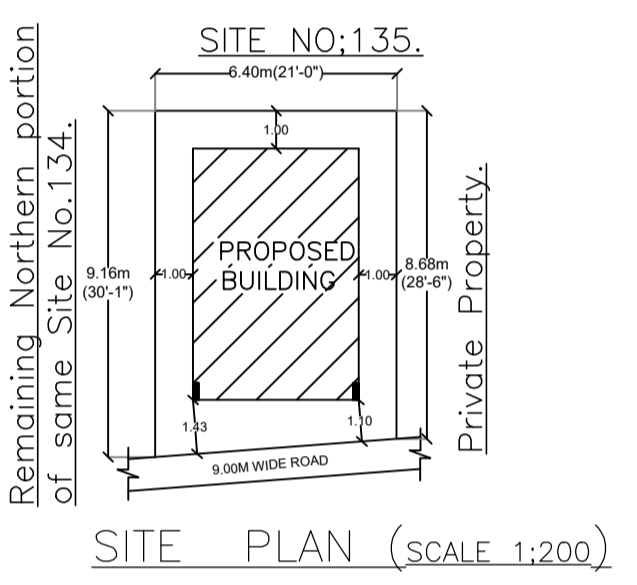 SITE NO;135.
6.40m(21'-0")
Remaining Northern portion
of same Site No.134.
1.00
9.16m
(30'-1")
1.00
PROPOSED
BUILDING
1.00
8.68m
(28'-6")
Private Property.
1.43
1.10
9.00M WIDE ROAD
SITE PLAN (SCALE 1;200)